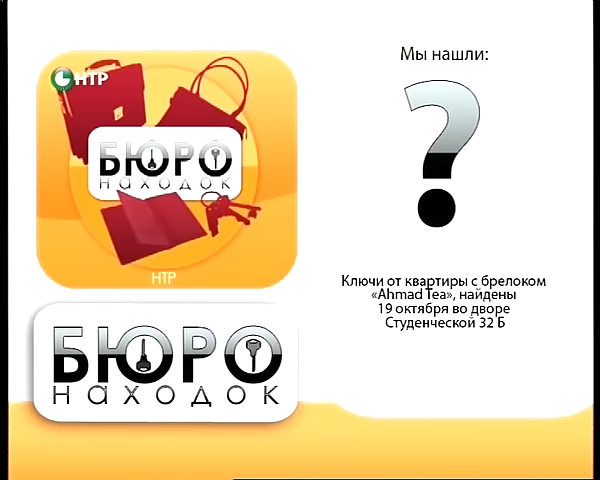 НТР
БЮРО
находок
НТР
БЮРО
находок
Мы нашли:
?
Ключи от квартиры с брелоком
«Ahmad Tea», найдены
19 октября во дворе
Студенческой 32 Б